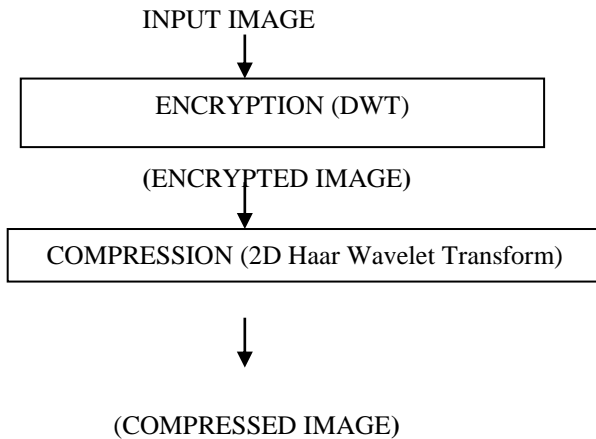 INPUT IMAGE
ENCRYPTION (DWT)
(ENCRYPTED IMAGE)
COMPRESSION (2D Haar Wavelet Transform)
(COMPRESSED IMAGE)